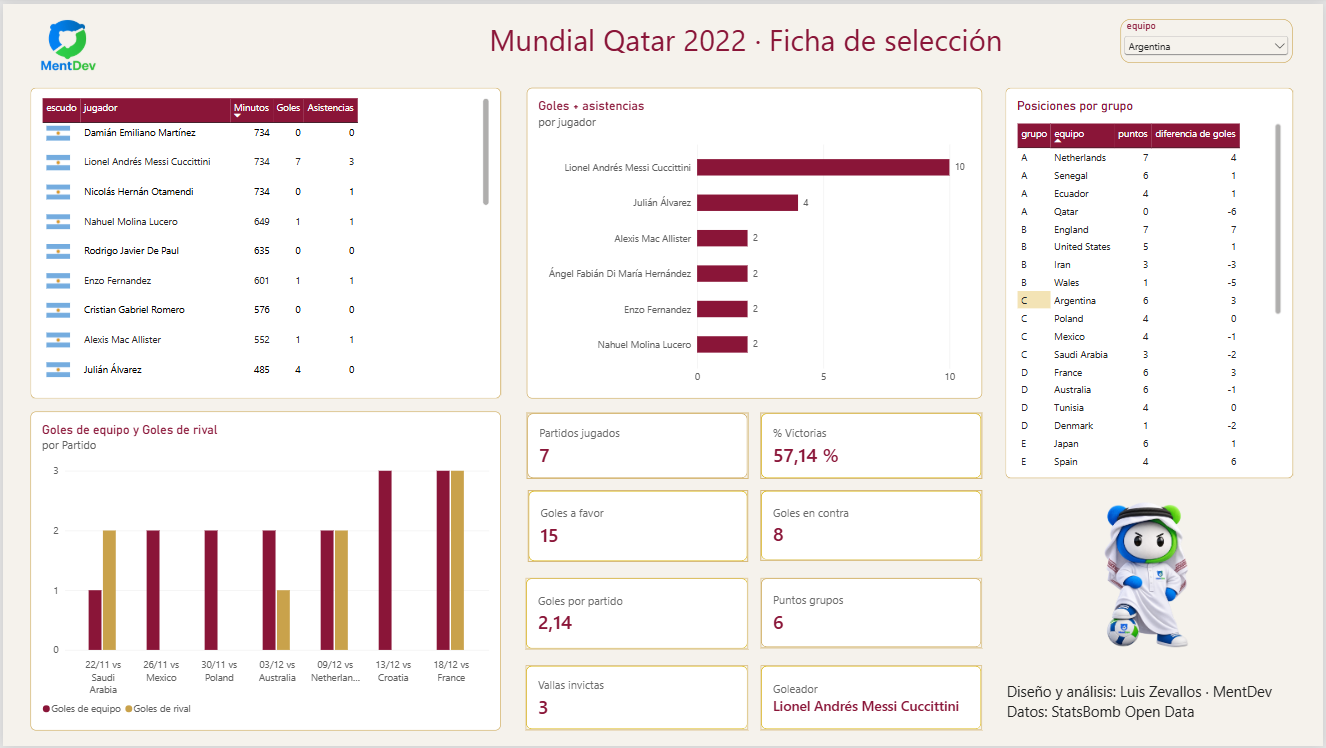 MentDev
Mundial Qatar 2022 · Ficha de selección
equipo
Argentina
escudo jugador Minutos Goles Asistencias
Damián Emiliano Martínez 734 0 0
Lionel Andrés Messi Cuccittini 734 7 3
Nicolás Hernán Otamendi 734 0 1
Nahuel Molina Lucero 649 1 1
Rodrigo Javier De Paul 635 0 0
Enzo Fernandez 601 1 1
Cristian Gabriel Romero 576 0 0
Alexis Mac Allister 552 1 1
Julián Álvarez 485 4 0
Goles + asistencias
por jugador
Lionel Andrés Messi Cuccittini 10
Julián Álvarez 4
Alexis Mac Allister 2
Ángel Fabián Di María Hernández 2
Enzo Fernandez 2
Nahuel Molina Lucero 2
0 5 10
Posiciones por grupo
grupo equipo puntos diferencia de goles
A Netherlands 7 4
A Senegal 6 1
A Ecuador 4 1
A Qatar 0 -6
B England 7 7
B United States 5 1
B Iran 3 -3
B Wales 1 -5
C Argentina 6 3
C Poland 4 0
C Mexico 4 -1
C Saudi Arabia 3 -2
D France 6 3
D Australia 6 -1
D Tunisia 4 0
D Denmark 1 -2
E Japan 6 1
E Spain 4 6
Goles de equipo y Goles de rival
por Partido
3
2
1
0
22/11 vs Saudi Arabia
26/11 vs Mexico
30/11 vs Poland
03/12 vs Australia
09/12 vs Netherlan...
13/12 vs Croatia
18/12 vs France
Goles de equipo Goles de rival
Partidos jugados
7
% Victorias
57,14 %
Goles a favor
15
Goles en contra
8
Goles por partido
2,14
Puntos grupos
6
Vallas invictas
3
Goleador
Lionel Andrés Messi Cuccittini
Diseño y análisis: Luis Zevallos · MentDev
Datos: StatsBomb Open Data